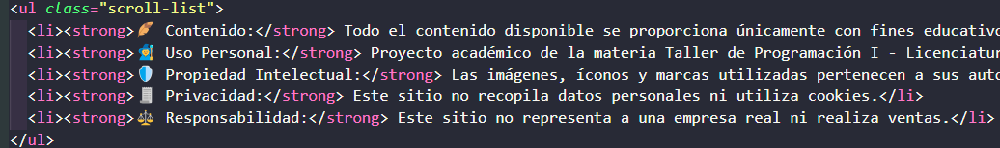 <ul class="scroll-list">
<li><strong>🪶 Contenido:</strong> Todo el contenido disponible se proporciona únicamente con fines educativo
<li><strong>🧑‍🎓 Uso Personal:</strong> Proyecto académico de la materia Taller de Programación I - Licenciatur
<li><strong>🛡️ Propiedad Intelectual:</strong> Las imágenes, íconos y marcas utilizadas pertenecen a sus auto
<li><strong>🧾 Privacidad:</strong> Este sitio no recopila datos personales ni utiliza cookies.</li>
<li><strong>⚖️ Responsabilidad:</strong> Este sitio no representa a una empresa real ni realiza ventas.</li>
</ul>